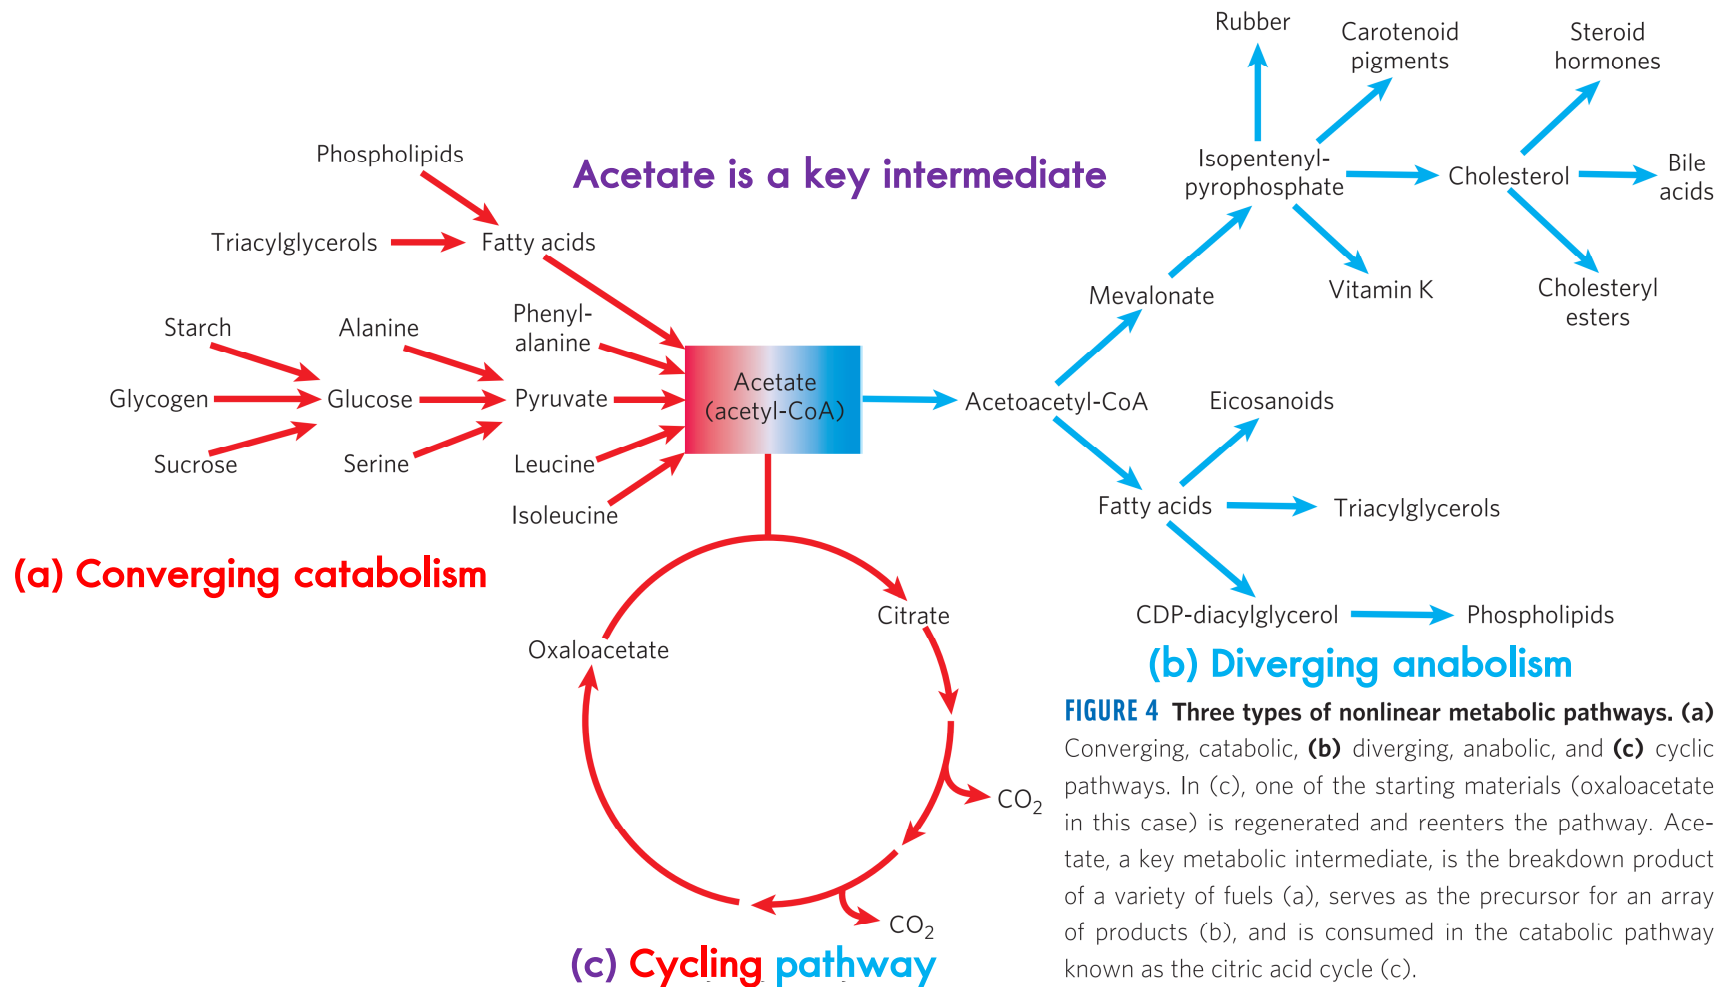 Rubber
Carotenoid
pigments
Steroid
hormones
Phospholipids
Acetate is a key intermediate
Isopentenyl-
pyrophosphate
Cholesterol
Bile
acids
Triacylglycerols
Fatty acids
Mevalonate
Vitamin K
Cholesteryl
esters
Starch
Alanine
Phenyl-
alanine
Glycogen
Glucose
Pyruvate
Acetate
(acetyl-CoA)
Acetoacetyl-CoA
Eicosanoids
Sucrose
Serine
Leucine
Isoleucine
Fatty acids
Triacylglycerols
(a) Converging catabolism
Citrate
Oxaloacetate
CDP-diacylglycerol
Phospholipids
(b) Diverging anabolism
CO₂
CO₂
(c) Cycling pathway
FIGURE 4 Three types of nonlinear metabolic pathways. (a)
Converging, catabolic, (b) diverging, anabolic, and (c) cyclic
pathways. In (c), one of the starting materials (oxaloacetate
in this case) is regenerated and reenters the pathway. Ace-
tate, a key metabolic intermediate, is the breakdown product
of a variety of fuels (a), serves as the precursor for an array
of products (b), and is consumed in the catabolic pathway
known as the citric acid cycle (c).